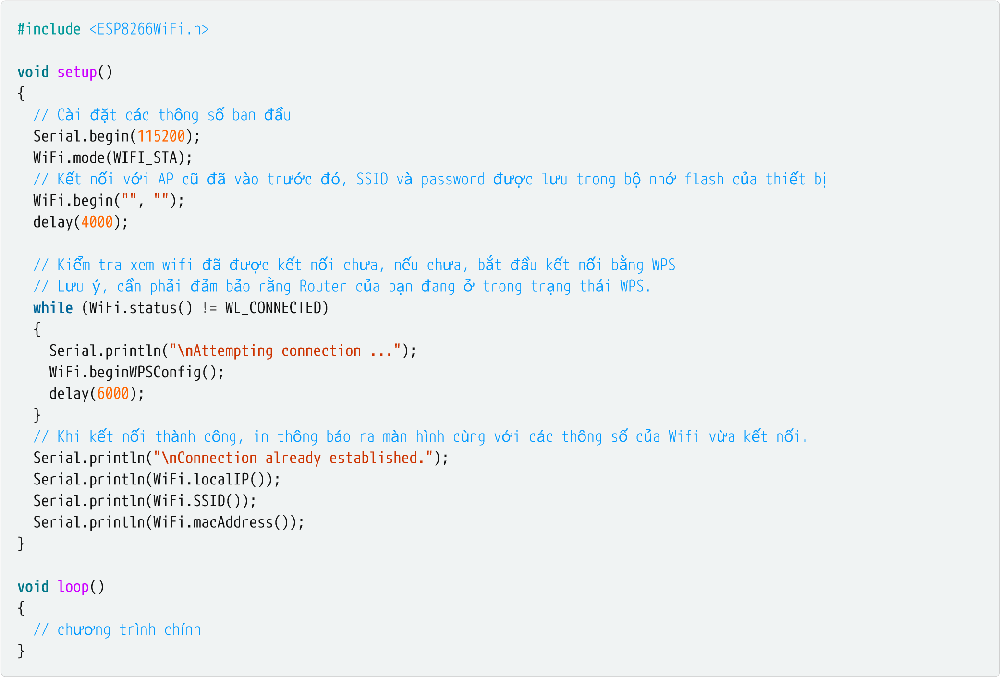 #include <ESP8266WiFi.h>
void setup()
{
// Cài đặt các thông số ban đầu
Serial.begin(115200);
WiFi.mode(WIFI_STA);
// Kết nối với AP cũ đã vào trước đó, SSID và password được lưu trong bộ nhớ flash của thiết bị
WiFi.begin("", "");
delay(4000);
// Kiểm tra xem wifi đã được kết nối chưa, nếu chưa, bắt đầu kết nối bằng WPS
// Lưu ý, cần phải đảm bảo rằng Router của bạn đang ở trong trạng thái WPS.
while (WiFi.status() != WL_CONNECTED)
{
Serial.println("\nAttempting connection ...");
WiFi.beginWPSConfig();
delay(6000);
}
// Khi kết nối thành công, in thông báo ra màn hình cùng với các thông số của Wifi vừa kết nối.
Serial.println("\nConnection already established.");
Serial.println(WiFi.localIP());
Serial.println(WiFi.SSID());
Serial.println(WiFi.macAddress());
}
void loop()
{
// chương trình chính
}